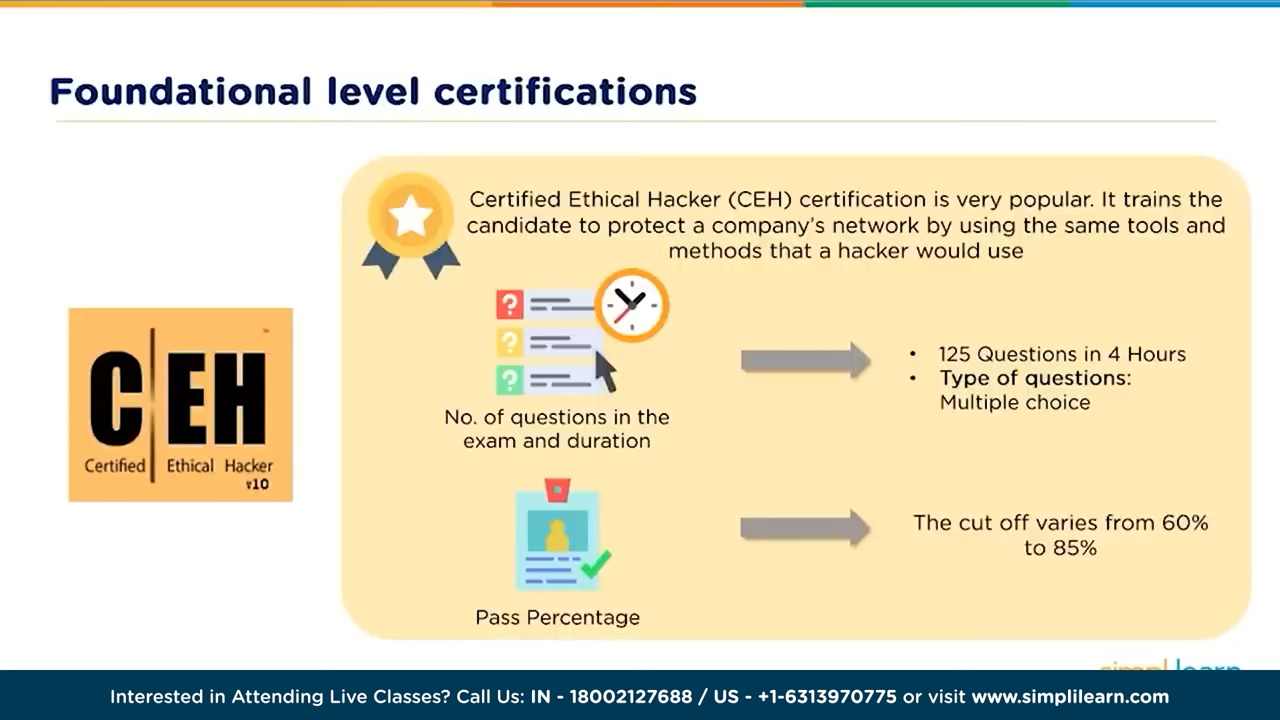 Foundational level certifications
Certified Ethical Hacker (CEH) certification is very popular. It trains the
candidate to protect a company's network by using the same tools and
methods that a hacker would use
CEH
™
Certified Ethical Hacker
v10
? 
?
?
No. of questions in the
exam and duration
• 125 Questions in 4 Hours
• Type of questions:
Multiple choice
Pass Percentage
The cut off varies from 60%
to 85%
simplilearn
Interested in Attending Live Classes? Call Us: IN - 18002127688 / US - +1-6313970775 or visit www.simplilearn.com